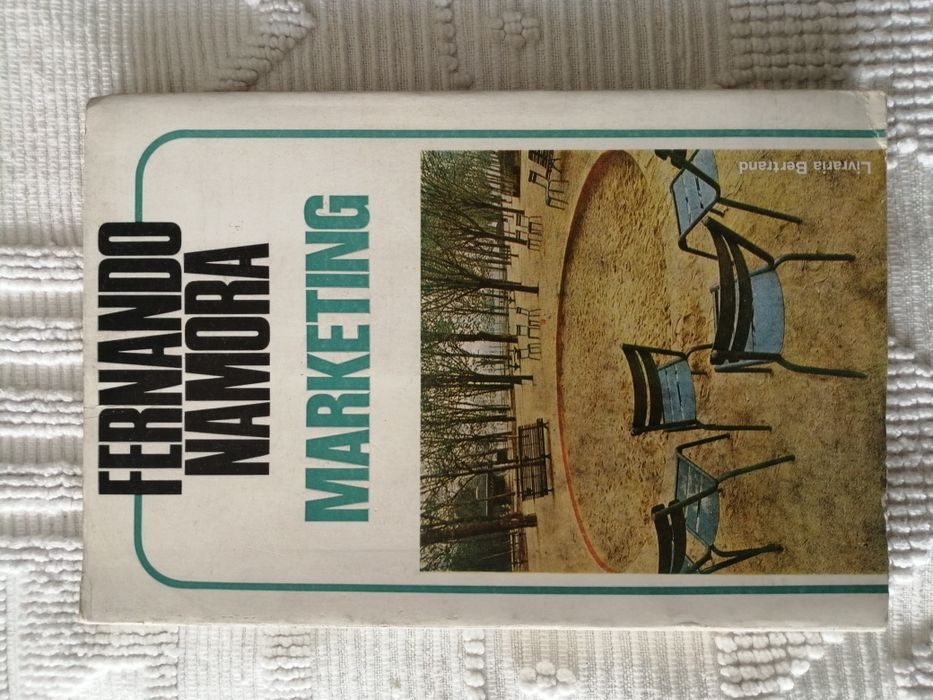 FERNANDO
NAMORA
MARKETING
Livraria Bertrand